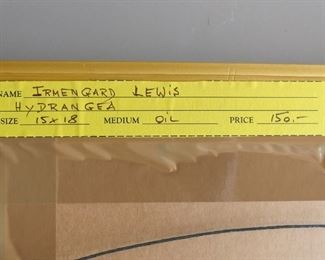 NAME IRMENGARD LEWIS
HYDRANGEA
SIZE 15x18 MEDIUM OIL PRICE 150.-